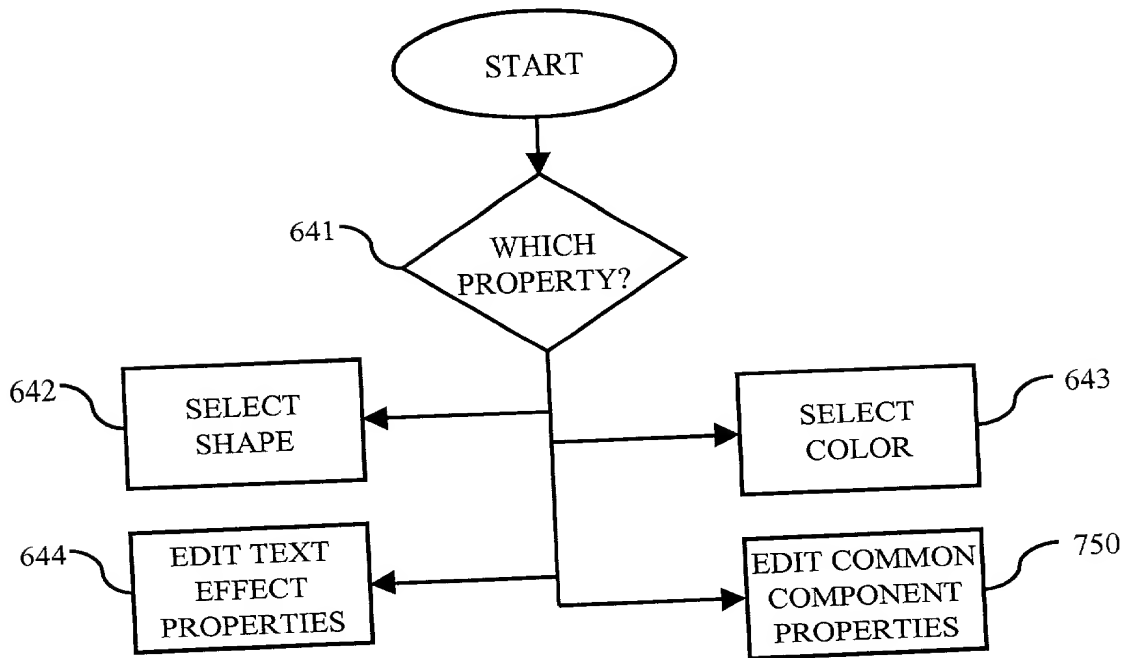 START
641
WHICH
PROPERTY?
642
SELECT
SHAPE
643
SELECT
COLOR
644
EDIT TEXT
EFFECT
PROPERTIES
750
EDIT COMMON
COMPONENT
PROPERTIES